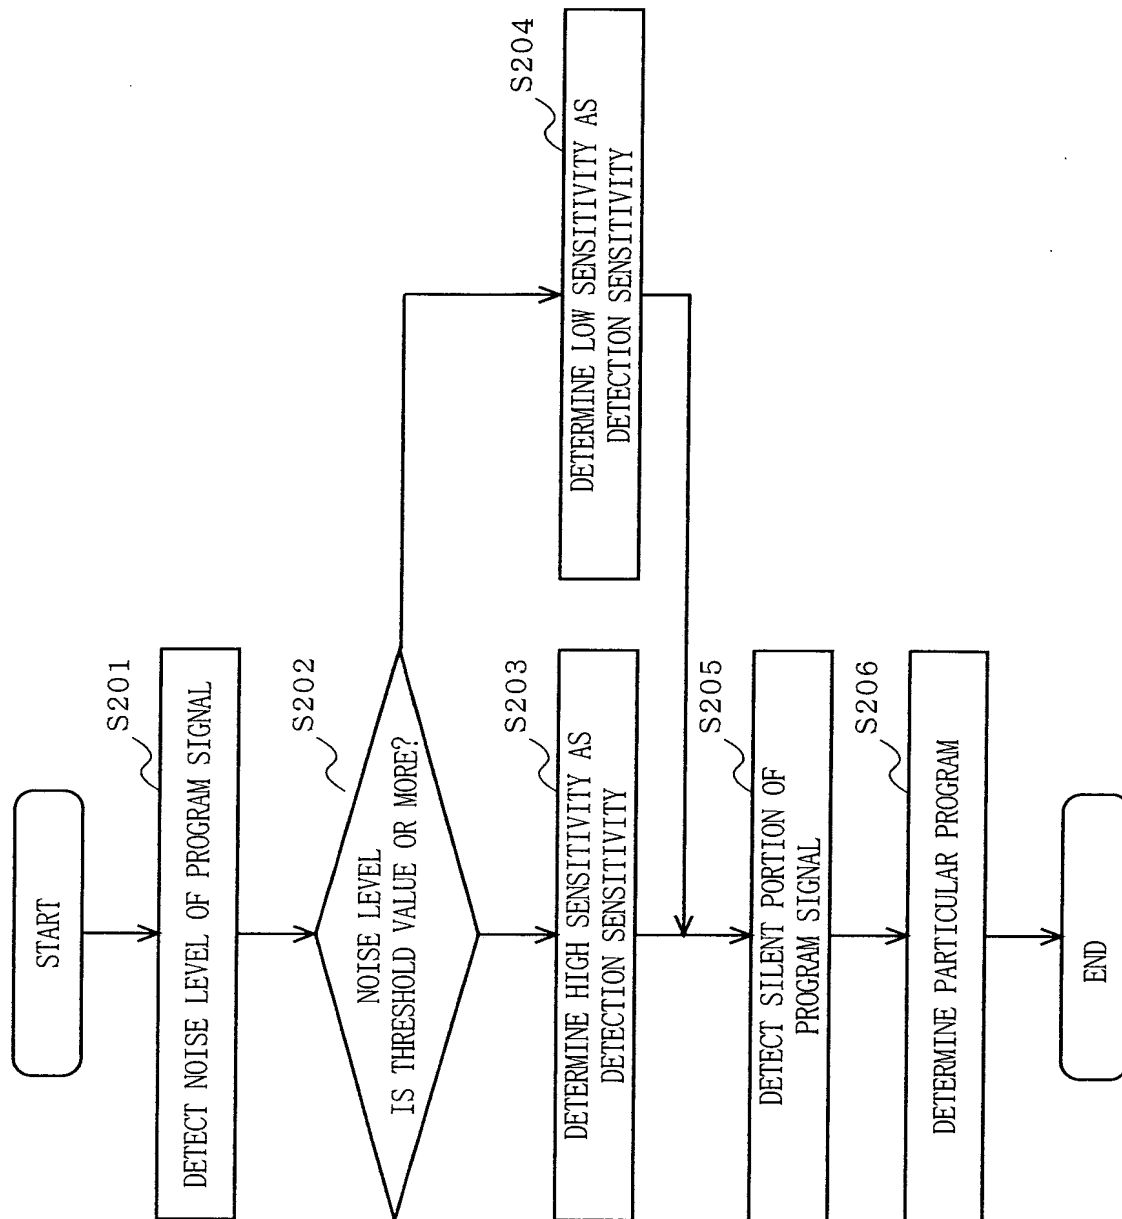 START
S201
DETECT NOISE LEVEL OF PROGRAM SIGNAL
S202
NOISE LEVEL
IS THRESHOLD VALUE OR MORE?
S203
DETERMINE HIGH SENSITIVITY AS
DETECTION SENSITIVITY
S204
DETERMINE LOW SENSITIVITY AS
DETECTION SENSITIVITY
S205
DETECT SILENT PORTION OF
PROGRAM SIGNAL
S206
DETERMINE PARTICULAR PROGRAM
END